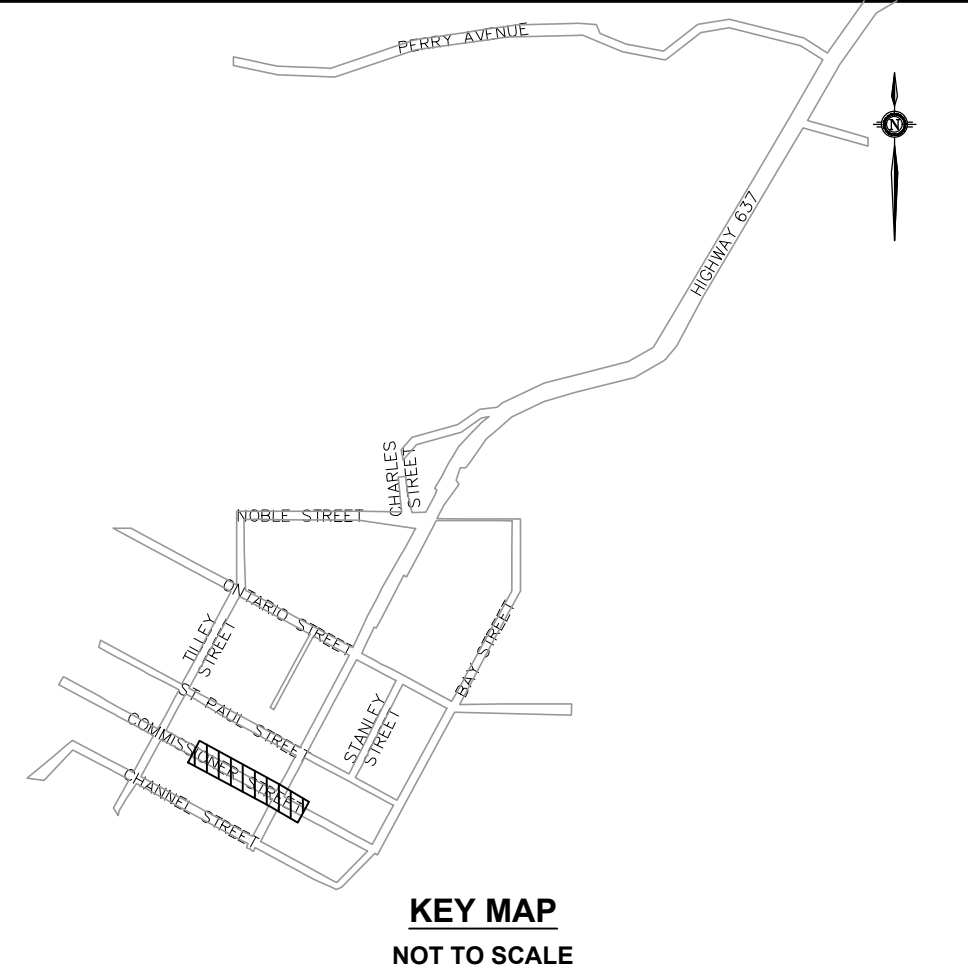 PERRY AVENUE
N
HIGHWAY 637
CHARLES
STREET
NOBLE STREET
ONTARIO STREET
TILLEY
STREET
BAY STREET
ST PAUL STREET
STANLEY
STREET
COMMISSIONER STREET
CHANNEL STREET
KEY MAP
NOT TO SCALE